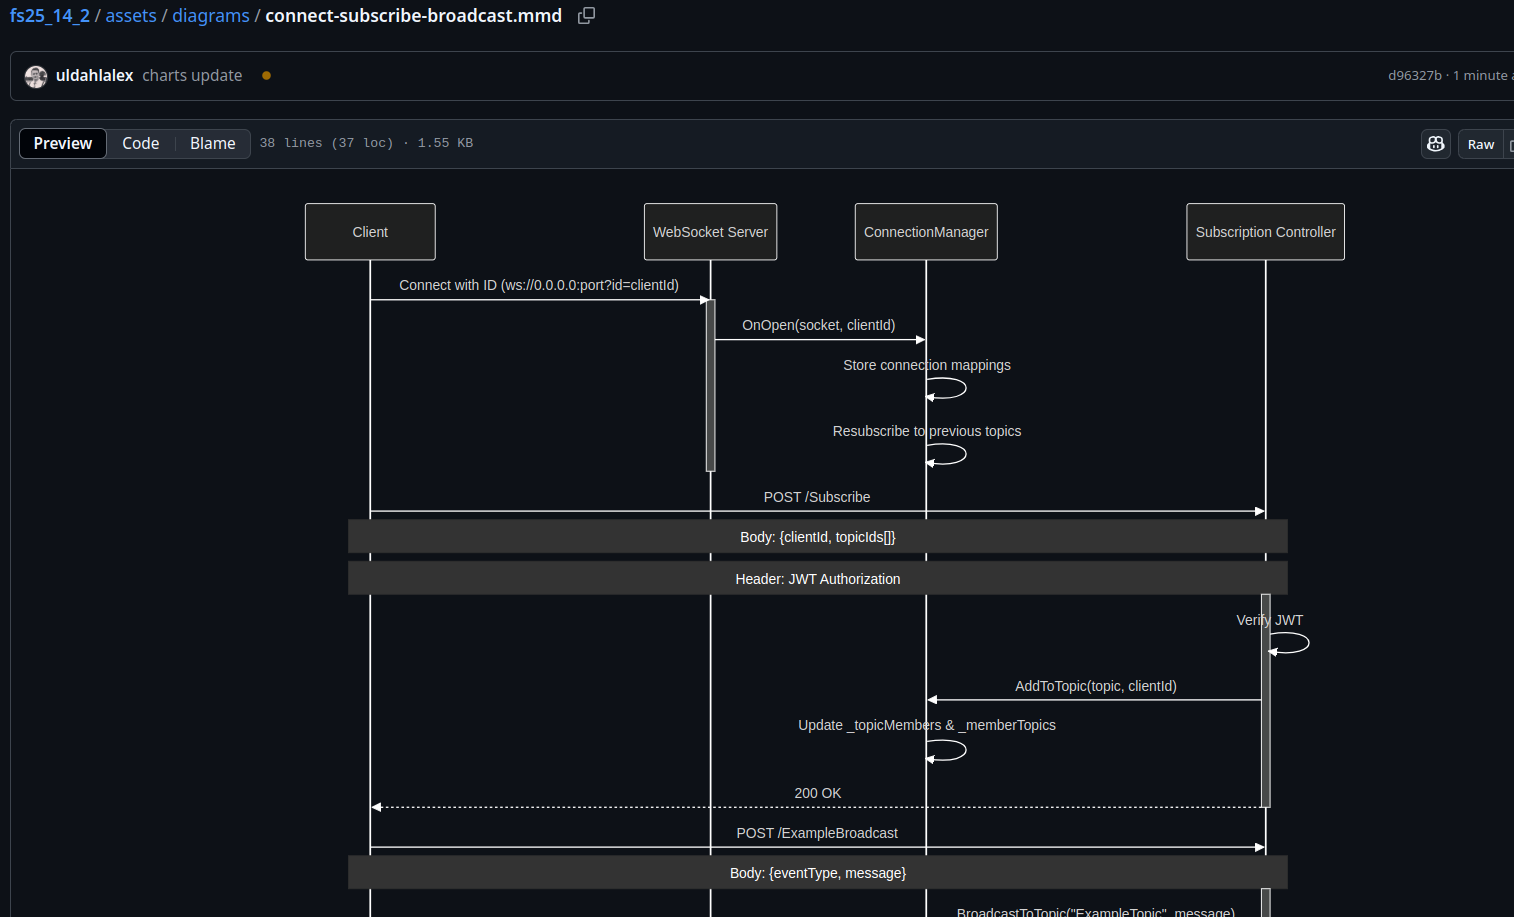 fs25_14_2 / assets / diagrams / connect-subscribe-broadcast.mmd
uldahlalex charts update
d96327b · 1 minute
Preview Code Blame 38 lines (37 loc) · 1.55 KB
Raw
Client WebSocket Server ConnectionManager Subscription Controller
Connect with ID (ws://0.0.0.0:port?id=clientId)
OnOpen(socket, clientId)
Store connection mappings
Resubscribe to previous topics
POST /Subscribe
Body: {clientId, topicIds[]}
Header: JWT Authorization
Verify JWT
AddToTopic(topic, clientId)
Update _topicMembers & _memberTopics
200 OK
POST /ExampleBroadcast
Body: {eventType, message}
BroadcastToTopic("ExampleTopic", message)